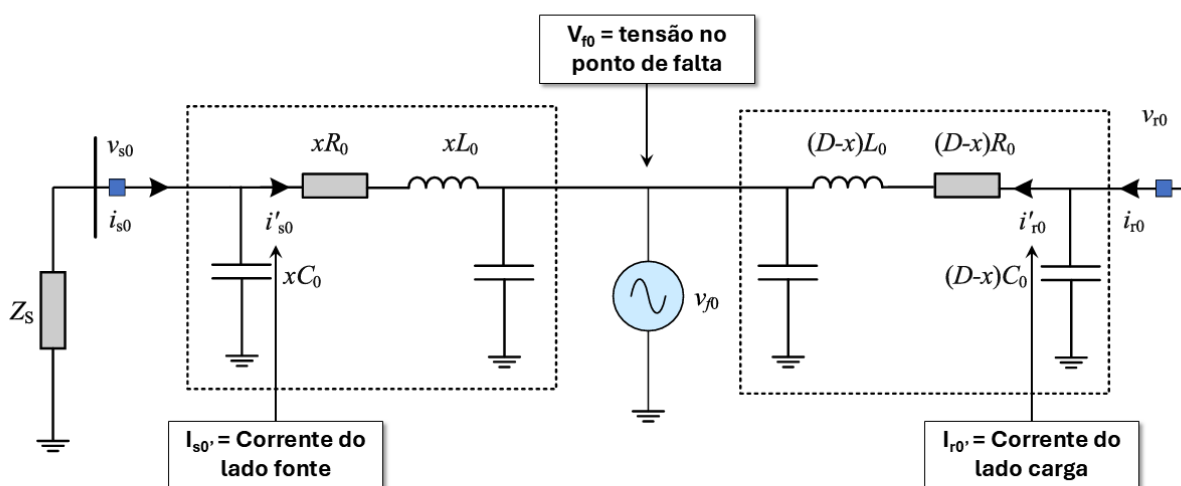 V_f0 = tensão no
ponto de falta
v_s0
xR_0
xL_0
(D-x)L_0
(D-x)R_0
v_r0
i_s0
i'_s0
i'_r0
i_r0
xC_0
(D-x)C_0
Z_S
v_f0
I_s0' = Corrente do
lado fonte
I_r0' = Corrente do
lado carga